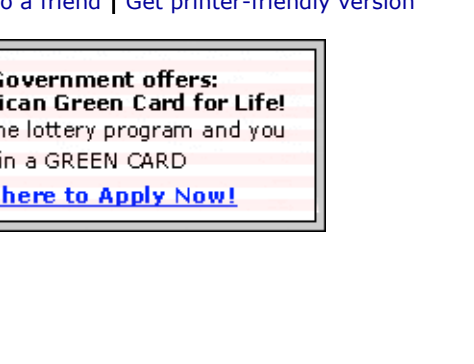 o a friend | Get printer-friendly version
Government offers:
ican Green Card for Life!
he lottery program and you
in a GREEN CARD
here to Apply Now!